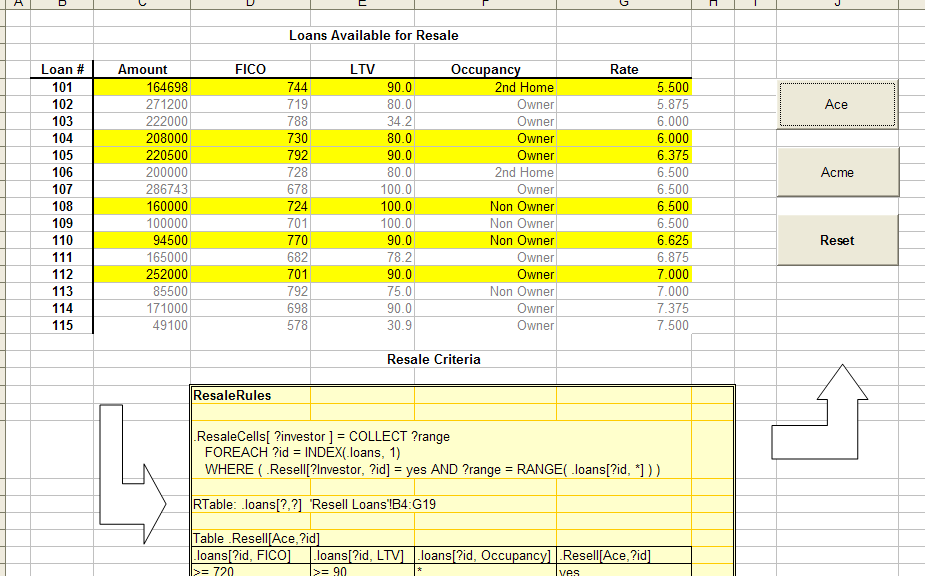 A B C D E F G H I J
Loans Available for Resale
Loan # Amount FICO LTV Occupancy Rate
101 164698 744 90.0 2nd Home 5.500
102 271200 719 80.0 Owner 5.875
103 222000 788 34.2 Owner 6.000
104 208000 730 80.0 Owner 6.000
105 220500 792 90.0 Owner 6.375
106 200000 728 80.0 2nd Home 6.500
107 286743 678 100.0 Owner 6.500
108 160000 724 100.0 Non Owner 6.500
109 100000 701 100.0 Non Owner 6.500
110 94500 770 90.0 Non Owner 6.625
111 165000 682 78.2 Owner 6.875
112 252000 701 90.0 Owner 7.000
113 85500 792 75.0 Non Owner 7.000
114 171000 698 90.0 Owner 7.375
115 49100 578 30.9 Owner 7.500
Ace
Acme
Reset
Resale Criteria
ResaleRules
.ResaleCells[ ?investor ] = COLLECT ?range
FOREACH ?id = INDEX(.loans, 1)
WHERE ( .Resell[?Investor, ?id] = yes AND ?range = RANGE( .loans[?id, *] ) )
RTable: .loans[?,?] 'Resell Loans'!B4:G19
Table .Resell[Ace,?id]
.loans[?id, FICO] .loans[?id, LTV] .loans[?id, Occupancy] .Resell[Ace,?id]
>= 720 >= 90 * yes